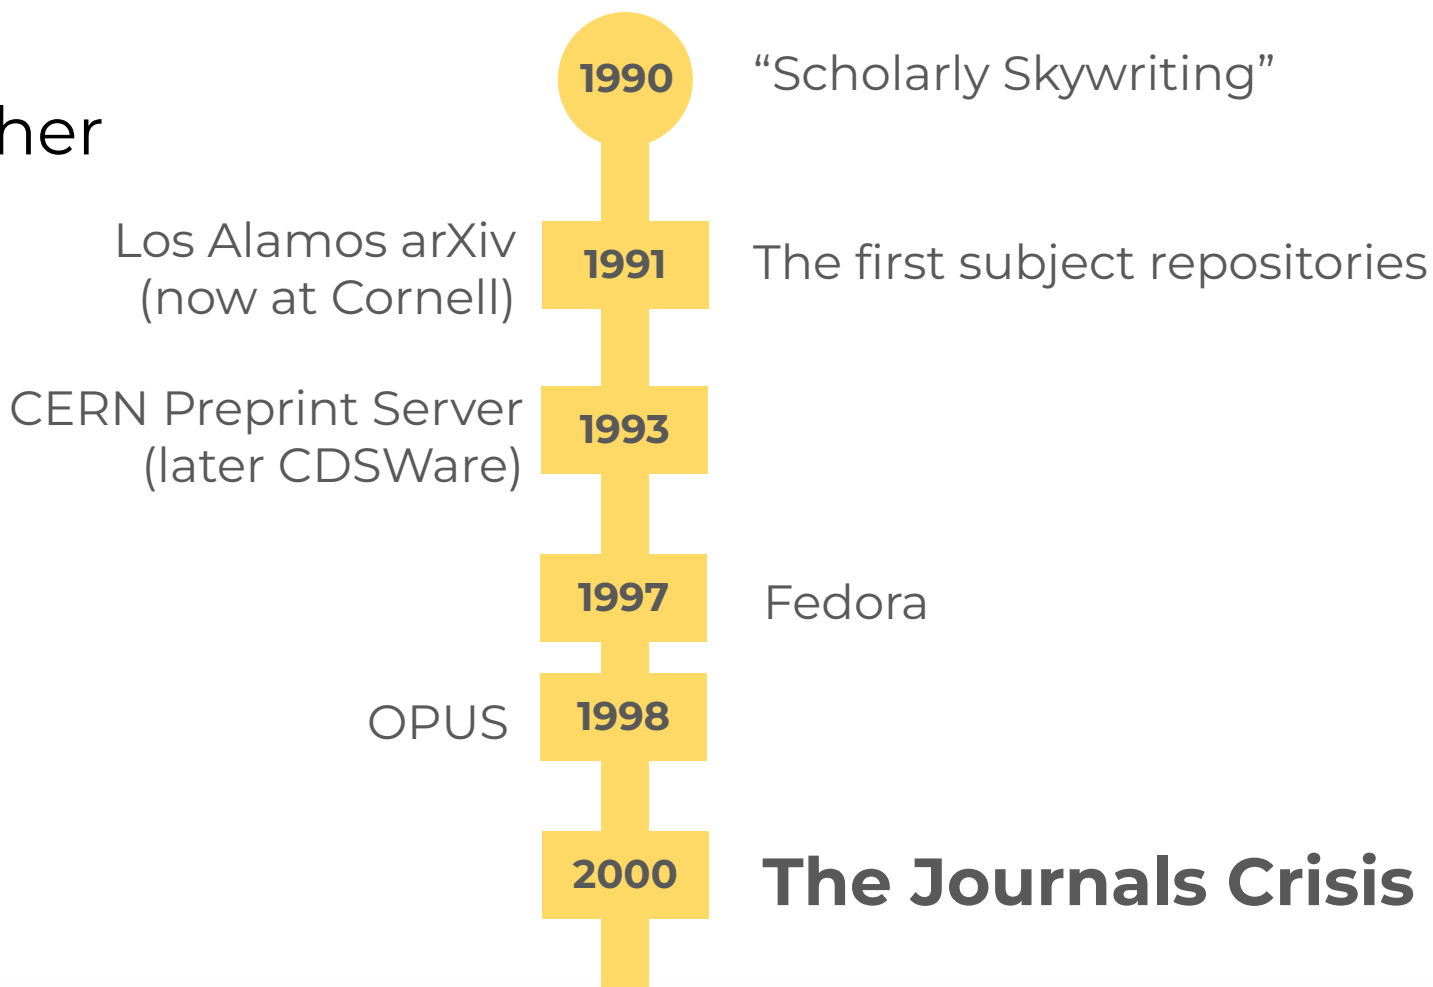 1990
“Scholarly Skywriting”
her
Los Alamos arXiv
(now at Cornell)
1991
The first subject repositories
CERN Preprint Server
(later CDSWare)
1993
1997
Fedora
OPUS
1998
2000
The Journals Crisis